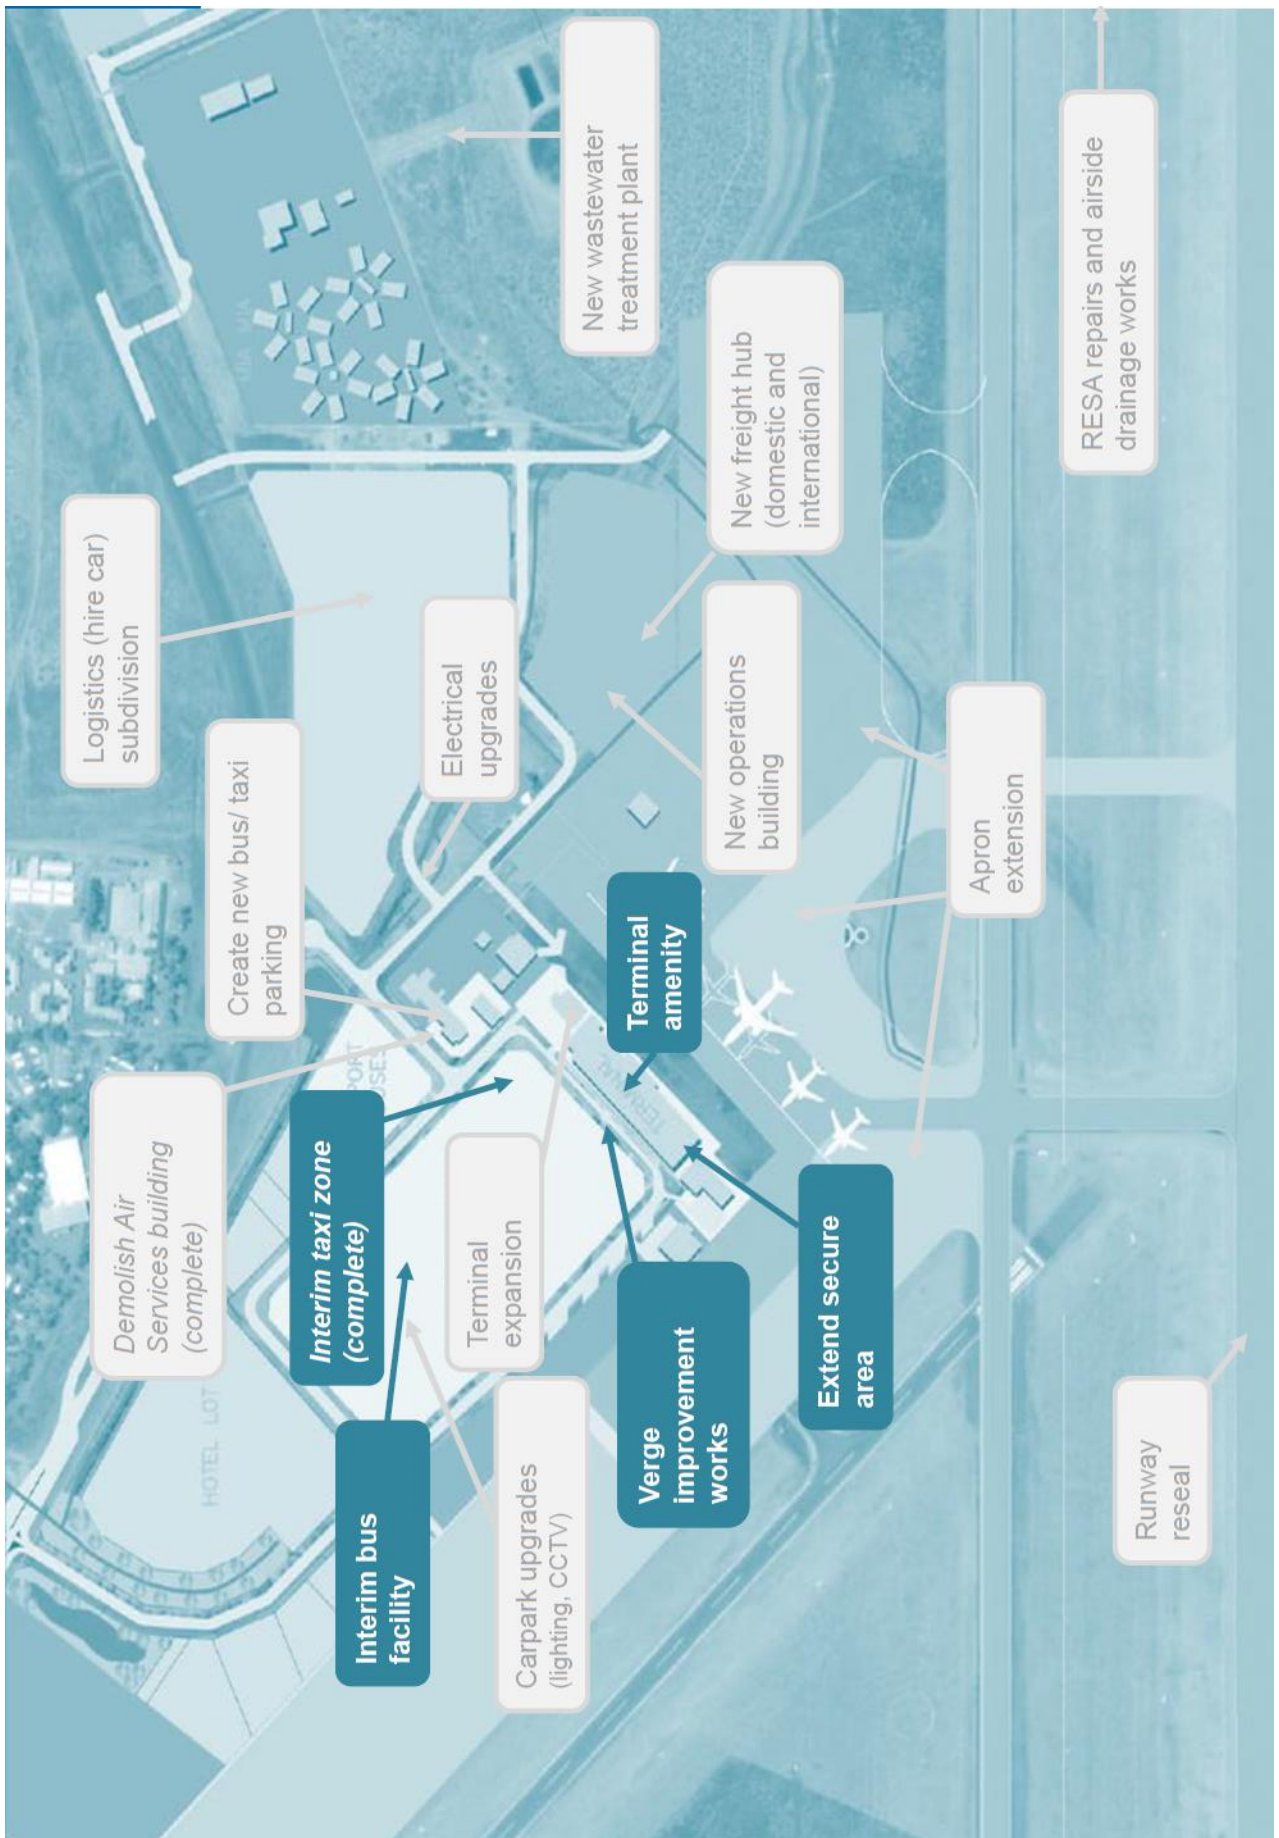 Demolish Air
Services building
(complete)
Create new bus/ taxi
parking
Logistics (hire car)
subdivision
HOTEL LOT
Interim taxi zone
(complete)
Interim bus
facility
Electrical
upgrades
New wastewater
treatment plant
Carpark upgrades
(lighting, CCTV)
Terminal
expansion
Verge
improvement
works
Terminal
amenity
New operations
building
New freight hub
(domestic and
international)
Extend secure
area
Apron
extension
RESA repairs and airside
drainage works
Runway
reseal